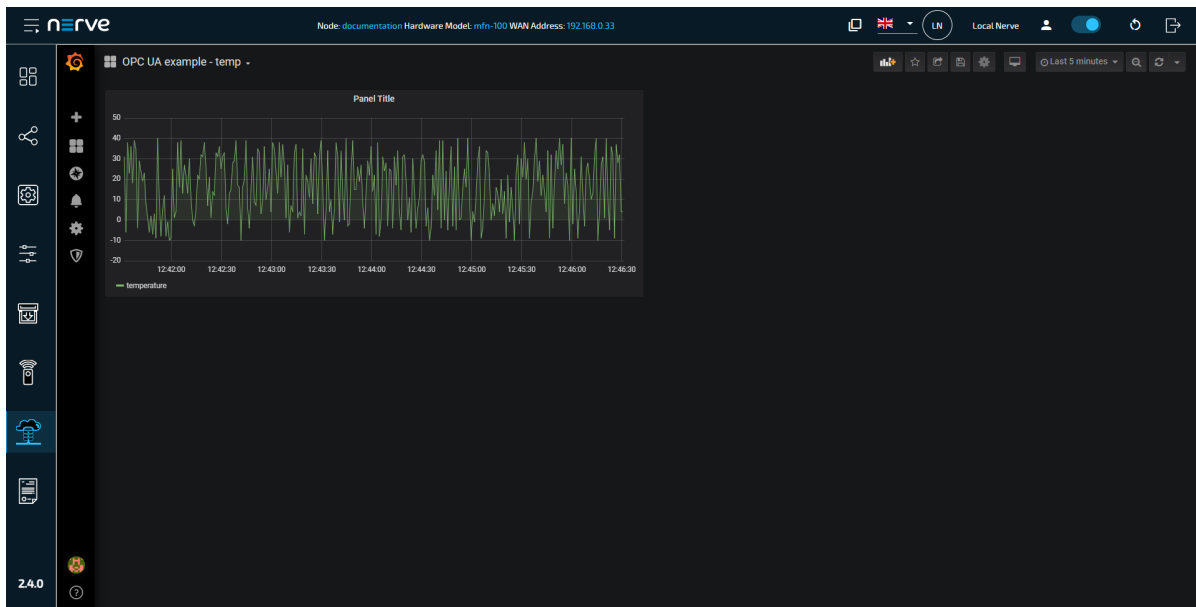 nerve
Node: documentation Hardware Model: mfn-100 WAN Address: 192.168.0.33
LN
Local Nerve
OPC UA example - temp
Last 5 minutes
Panel Title
50
40
30
20
10
0
-10
-20
12:42:00 12:42:30 12:43:00 12:43:30 12:44:00 12:44:30 12:45:00 12:45:30 12:46:00 12:46:30
temperature
2.4.0